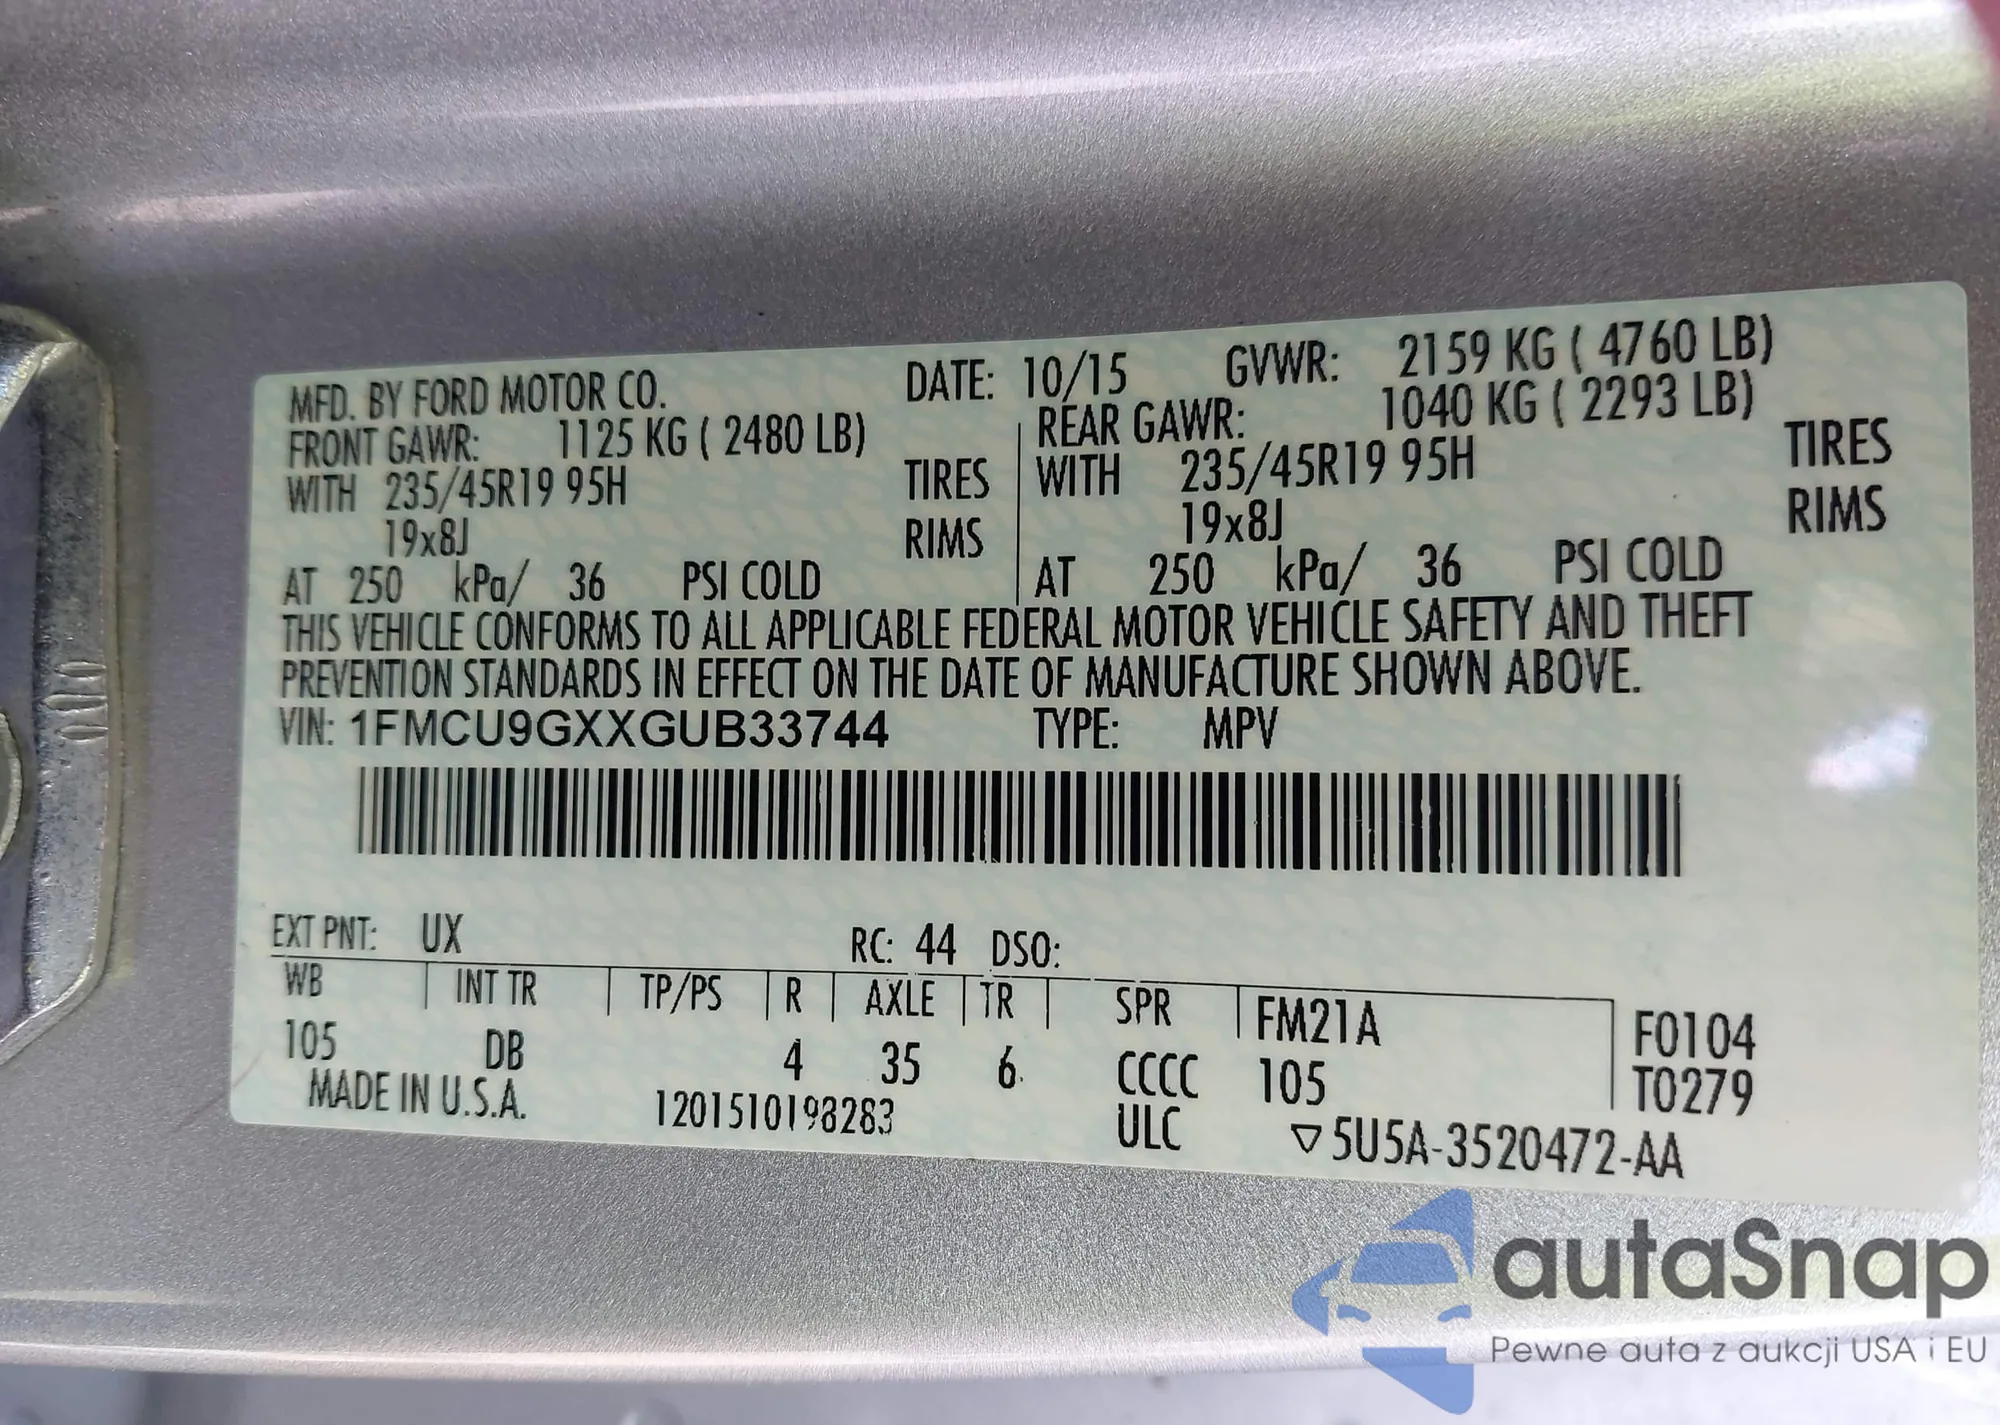 MFD. BY FORD MOTOR CO. DATE: 10/15 GVWR: 2159 KG ( 4760 LB)
FRONT GAWR: 1125 KG ( 2480 LB) REAR GAWR: 1040 KG ( 2293 LB)
WITH 235/45R19 95H TIRES WITH 235/45R19 95H TIRES
19x8J RIMS 19x8J RIMS
AT 250 kPa/ 36 PSI COLD AT 250 kPa/ 36 PSI COLD
THIS VEHICLE CONFORMS TO ALL APPLICABLE FEDERAL MOTOR VEHICLE SAFETY AND THEFT
PREVENTION STANDARDS IN EFFECT ON THE DATE OF MANUFACTURE SHOWN ABOVE.
VIN: 1FMCU9GXXGUB33744 TYPE: MPV
EXT PNT: UX RC: 44 DSO:
WB INT TR TP/PS R AXLE TR SPR FM21A F0104
105 DB 4 35 6 CCCC 105 T0279
MADE IN U.S.A. 1201510198283 ULC ▽5U5A-3520472-AA
autaSnap
Pewne auta z aukcji USA i EU